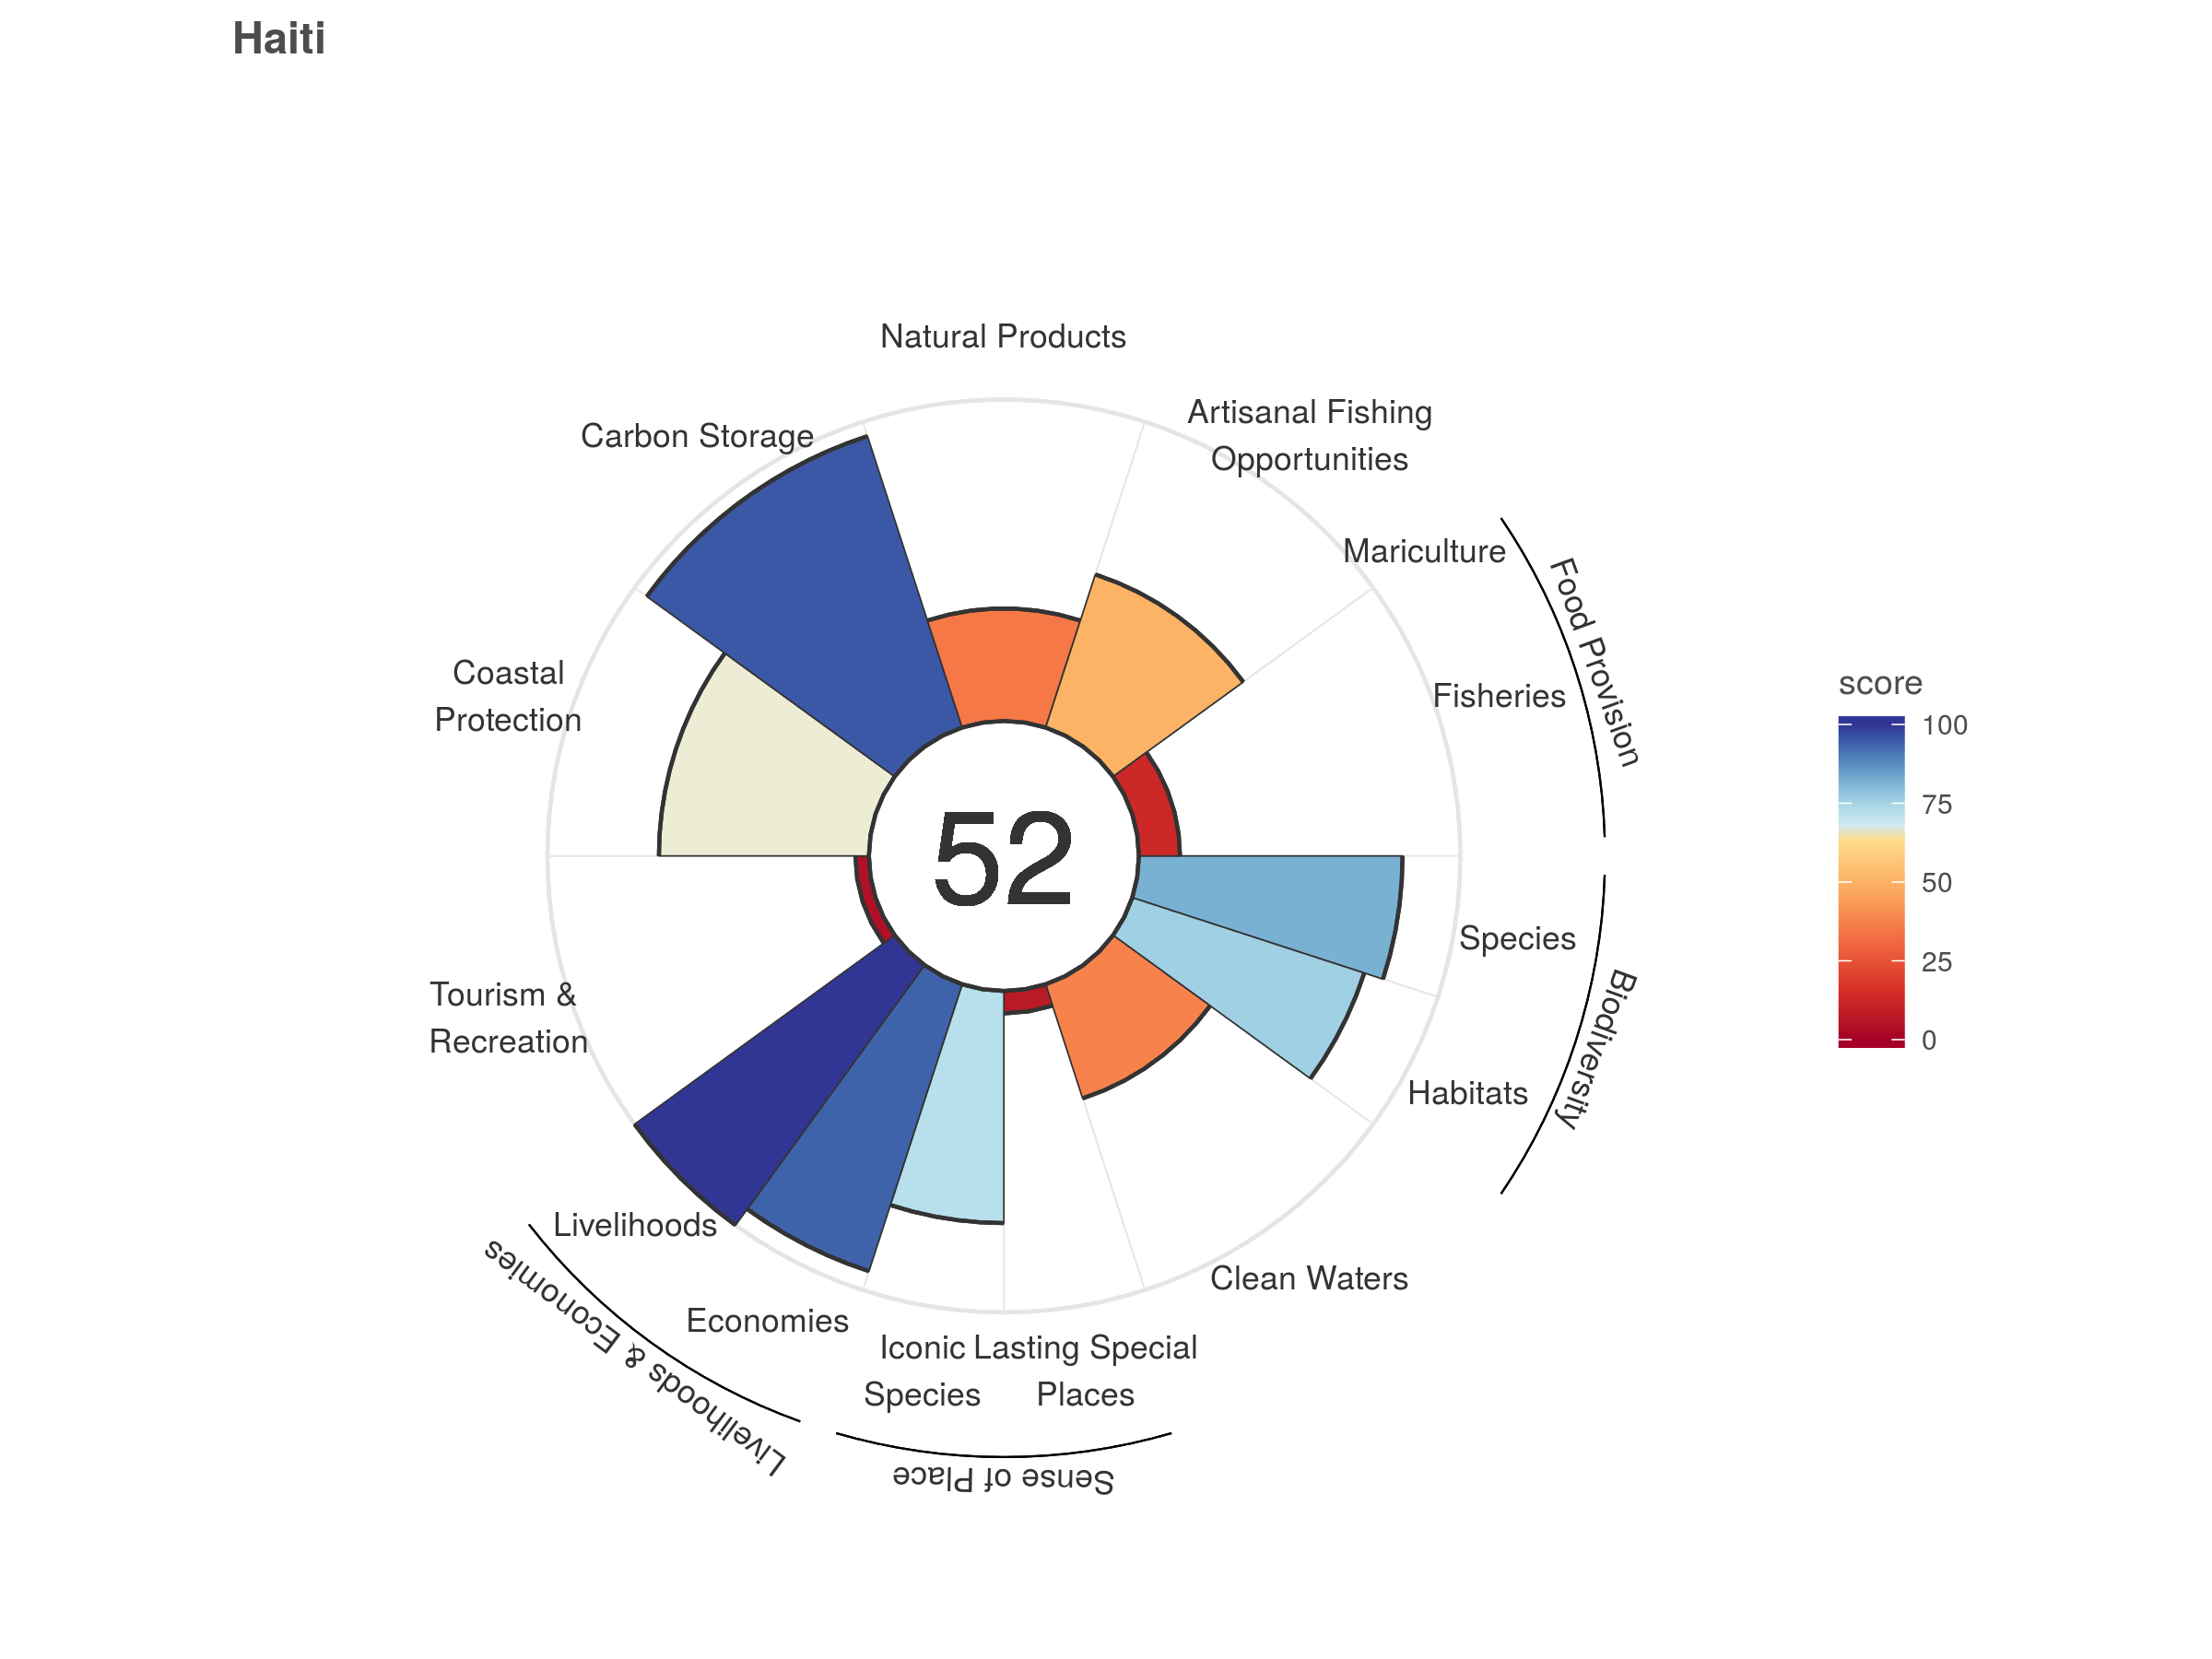 Haiti
Natural Products
Artisanal Fishing
Opportunities
Carbon Storage
Mariculture
Food Provision
Fisheries
Coastal
Protection
52
Species
Habitats
Biodiversity
Tourism &
Recreation
Livelihoods
Economies
Livelihoods & Economies
Clean Waters
Iconic
Species
Lasting Special
Places
Sense of Place
score
100
75
50
25
0